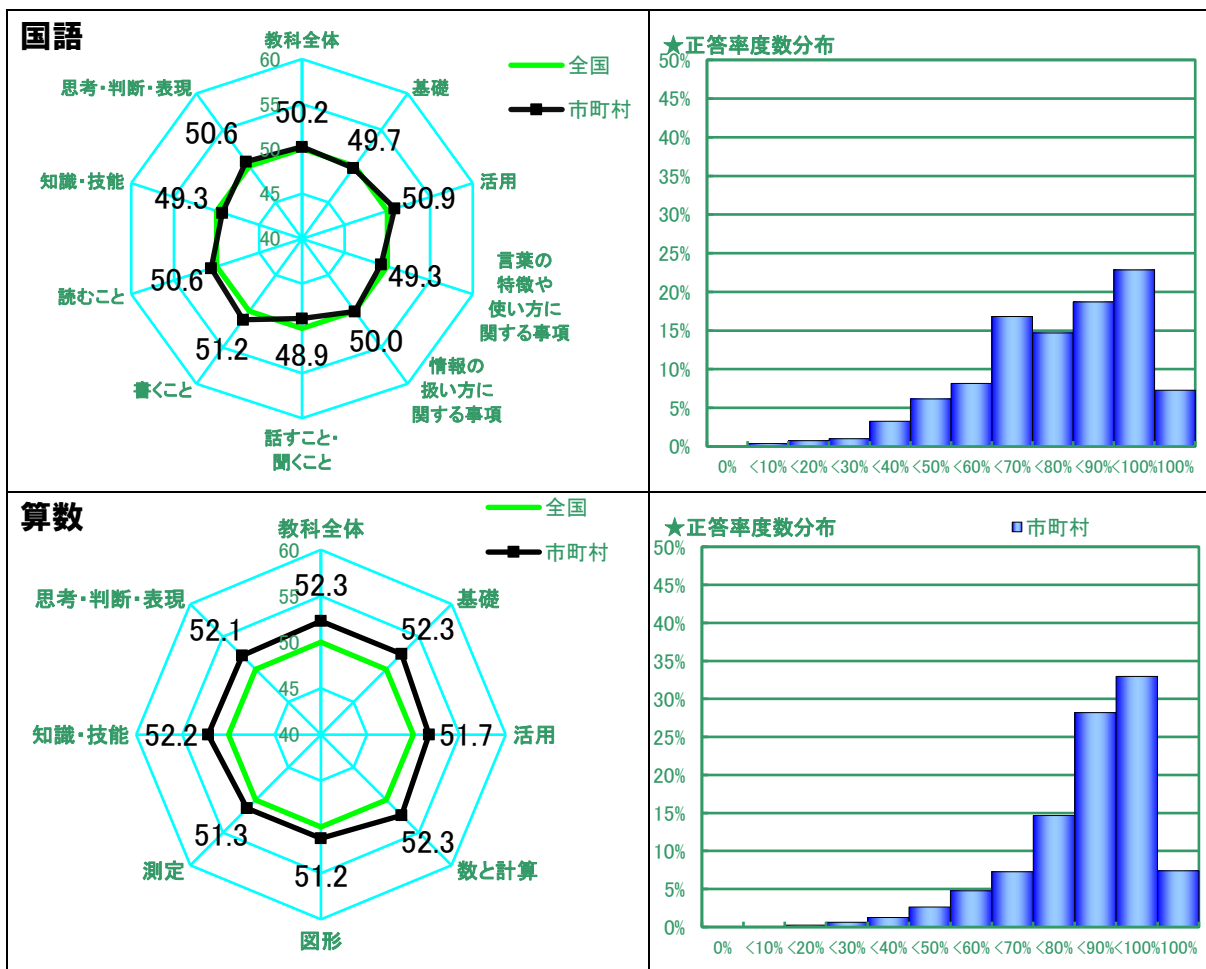 国語
教科全体
60
全国
市町村
思考・判断・表現
基礎
55
50.2
50.6
50
49.7
知識・技能
49.3
45
50.9
活用
40
読むこと
50.6
49.3
言葉の
特徴や
使い方に
関する事項
書くこと
51.2
48.9
50.0
情報の
扱い方に
関する事項
話すこと・
聞くこと
★正答率度数分布
50%
45%
40%
35%
30%
25%
20%
15%
10%
5%
0%
0% <10% <20% <30% <40% <50% <60% <70% <80% <90% <100% 100%
算数
教科全体
60
全国
市町村
思考・判断・表現
基礎
55
52.3
52.1
50
52.3
45
知識・技能
52.2
40
51.7
活用
測定
51.3
51.2
52.3
数と計算
図形
★正答率度数分布
市町村
50%
45%
40%
35%
30%
25%
20%
15%
10%
5%
0%
0% <10% <20% <30% <40% <50% <60% <70% <80% <90% <100% 100%